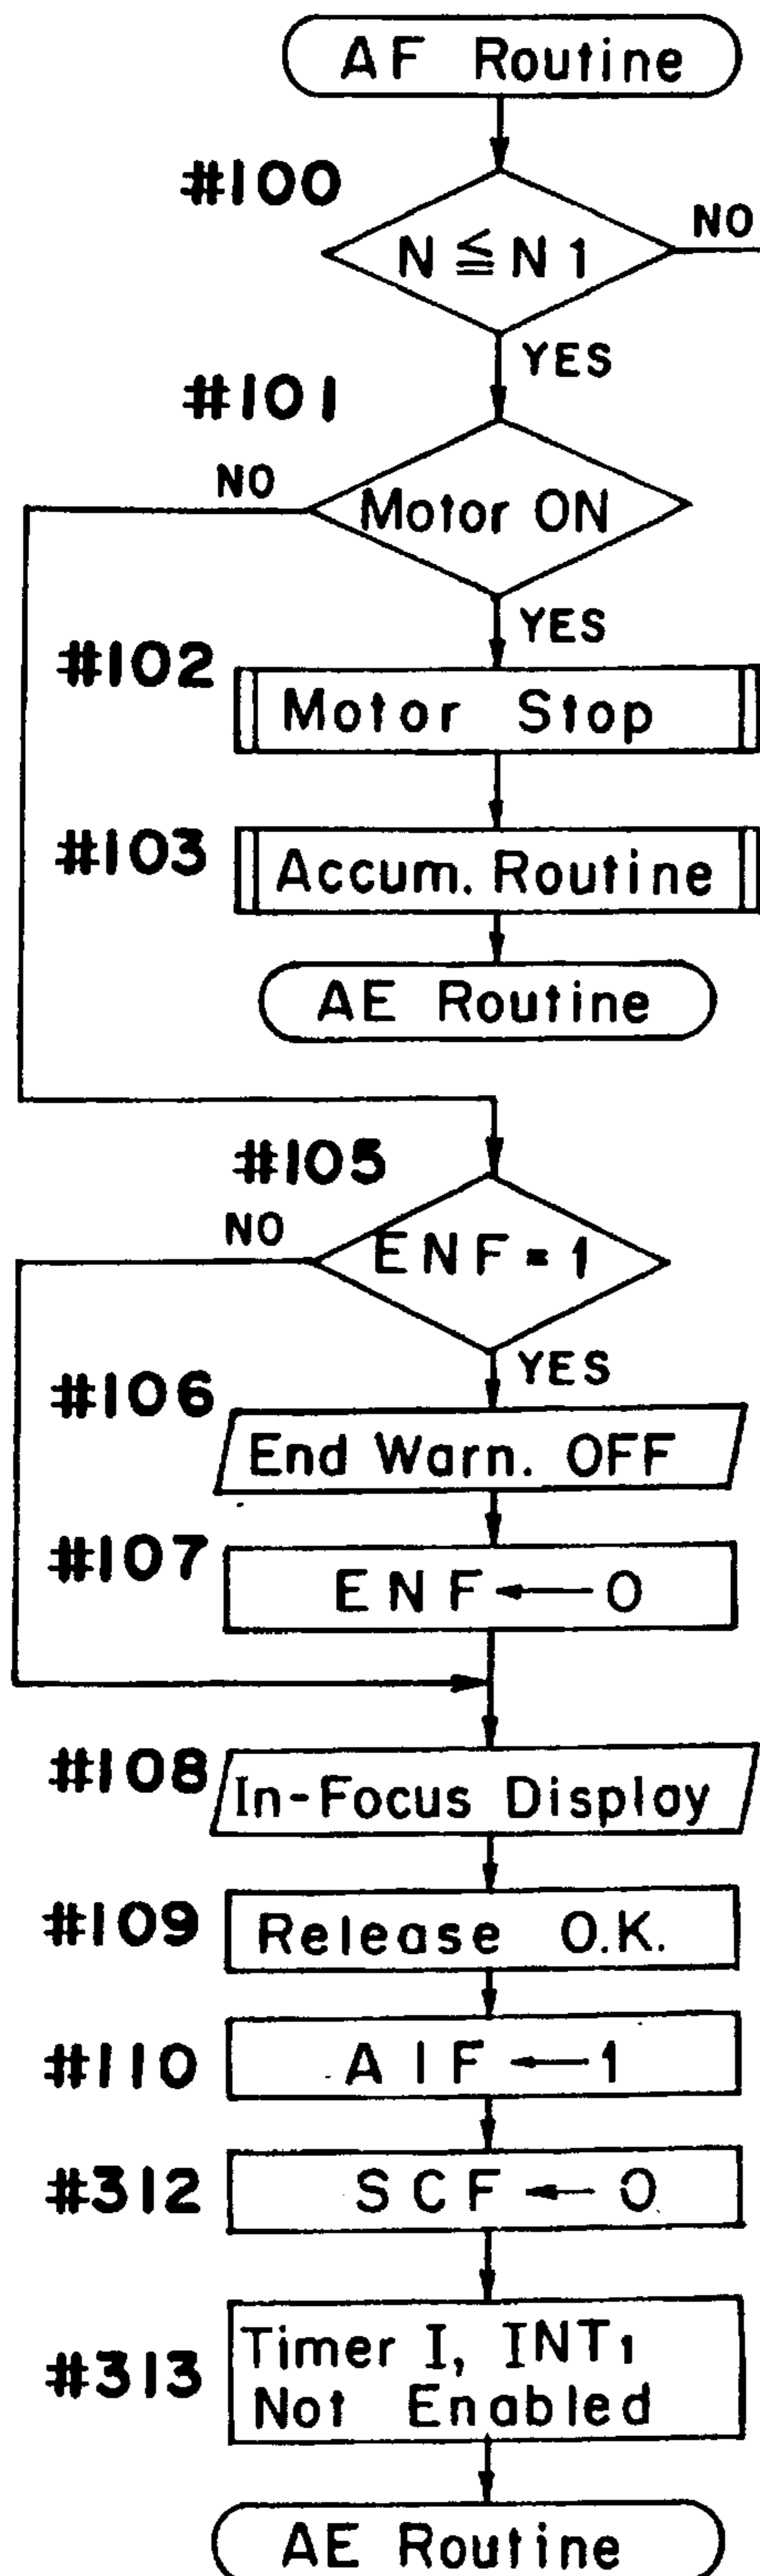 AF Routine
#100
N ≦ N1
NO
YES
#101
NO
Motor ON
YES
#102
Motor Stop
#103
Accum. Routine
AE Routine
#105
NO
ENF=1
YES
#106
End Warn. OFF
#107
ENF←0
#108
In-Focus Display
#109
Release O.K.
#110
AIF←1
#312
SCF←0
#313
Timer I, INT₁
Not Enabled
AE Routine